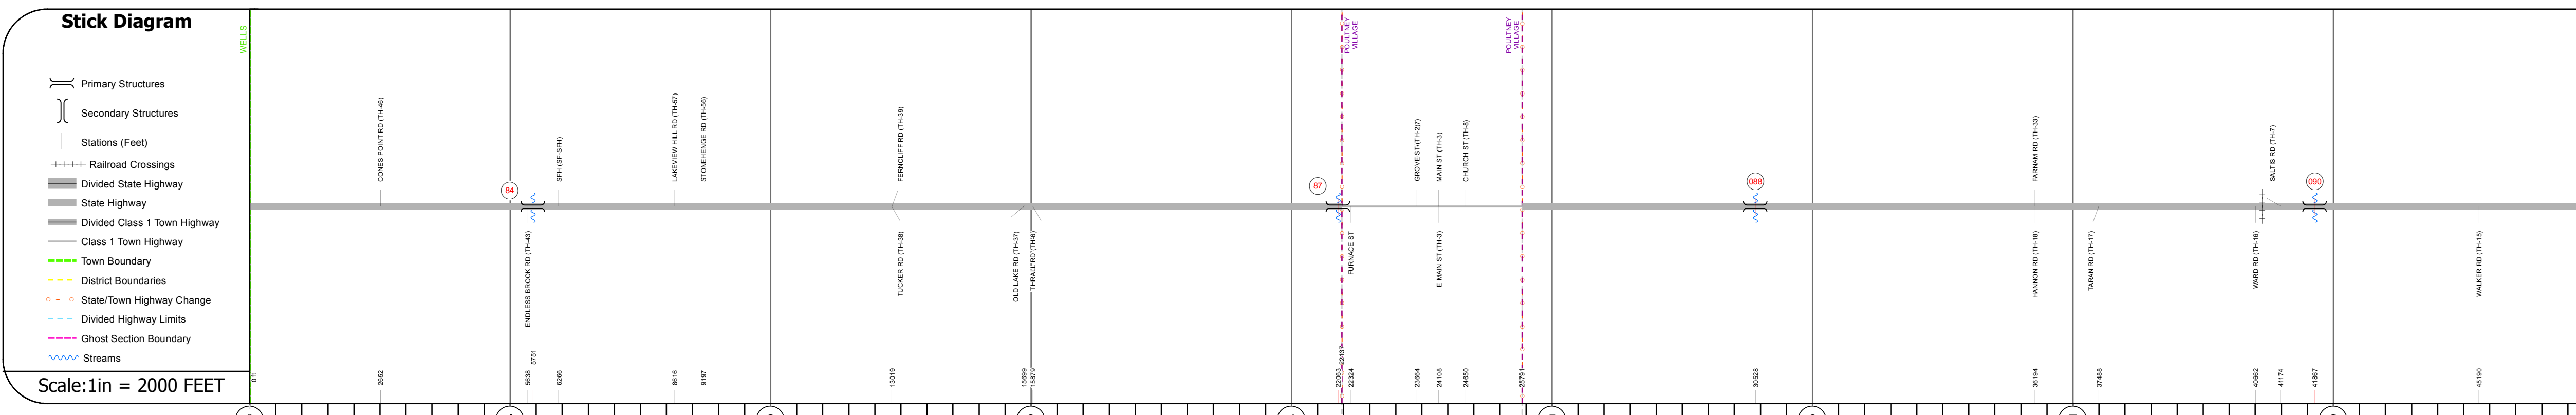 Stick Diagram
Primary Structures
Secondary Structures
Stations (Feet)
Railroad Crossings
Divided State Highway
State Highway
Divided Class 1 Town Highway
Class 1 Town Highway
Town Boundary
District Boundaries
State/Town Highway Change
Divided Highway Limits
Ghost Section Boundary
Streams
Scale:1in = 2000 FEET
WELLS
POULTNEY
VILLAGE
POULTNEY
VILLAGE
CONES POINT RD (TH-46)
SFH (SF-SFH)
LAKEVIEW HILL RD (TH-57)
STONEHENGE RD (TH-56)
FERNCLIFF RD (TH-39)
GROVE ST (TH-2)7)
MAIN ST (TH-3)
CHURCH ST (TH-8)
FARNAM RD (TH-33)
SALTIS RD (TH-7)
84
87
088
090
ENDLESS BROOK RD (TH-43)
TUCKER RD (TH-38)
OLD LAKE RD (TH-37)
THRALL RD (TH-6)
FURNACE ST
E MAIN ST (TH-3)
HANNON RD (TH-18)
TARAN RD (TH-17)
WARD RD (TH-16)
WALKER RD (TH-15)
0 ft
2652
5638
5751
6266
8616
9197
13019
15699
15879
22063
22137
22324
23664
24108
24650
25791
30528
36194
37488
40662
41174
41867
45190